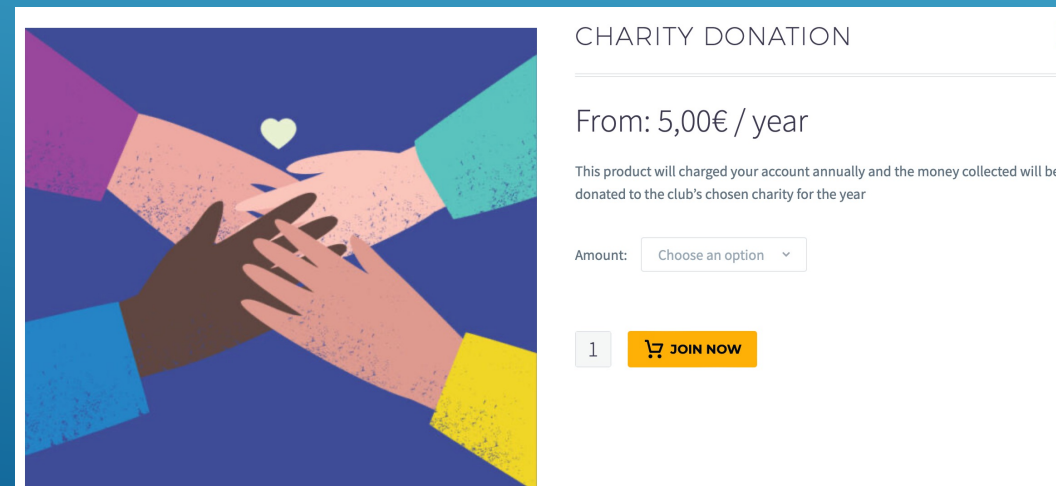 CHARITY DONATION
From: 5,00€ / year
This product will charged your account annually and the money collected will be
donated to the club's chosen charity for the year
Amount: Choose an option
1 JOIN NOW